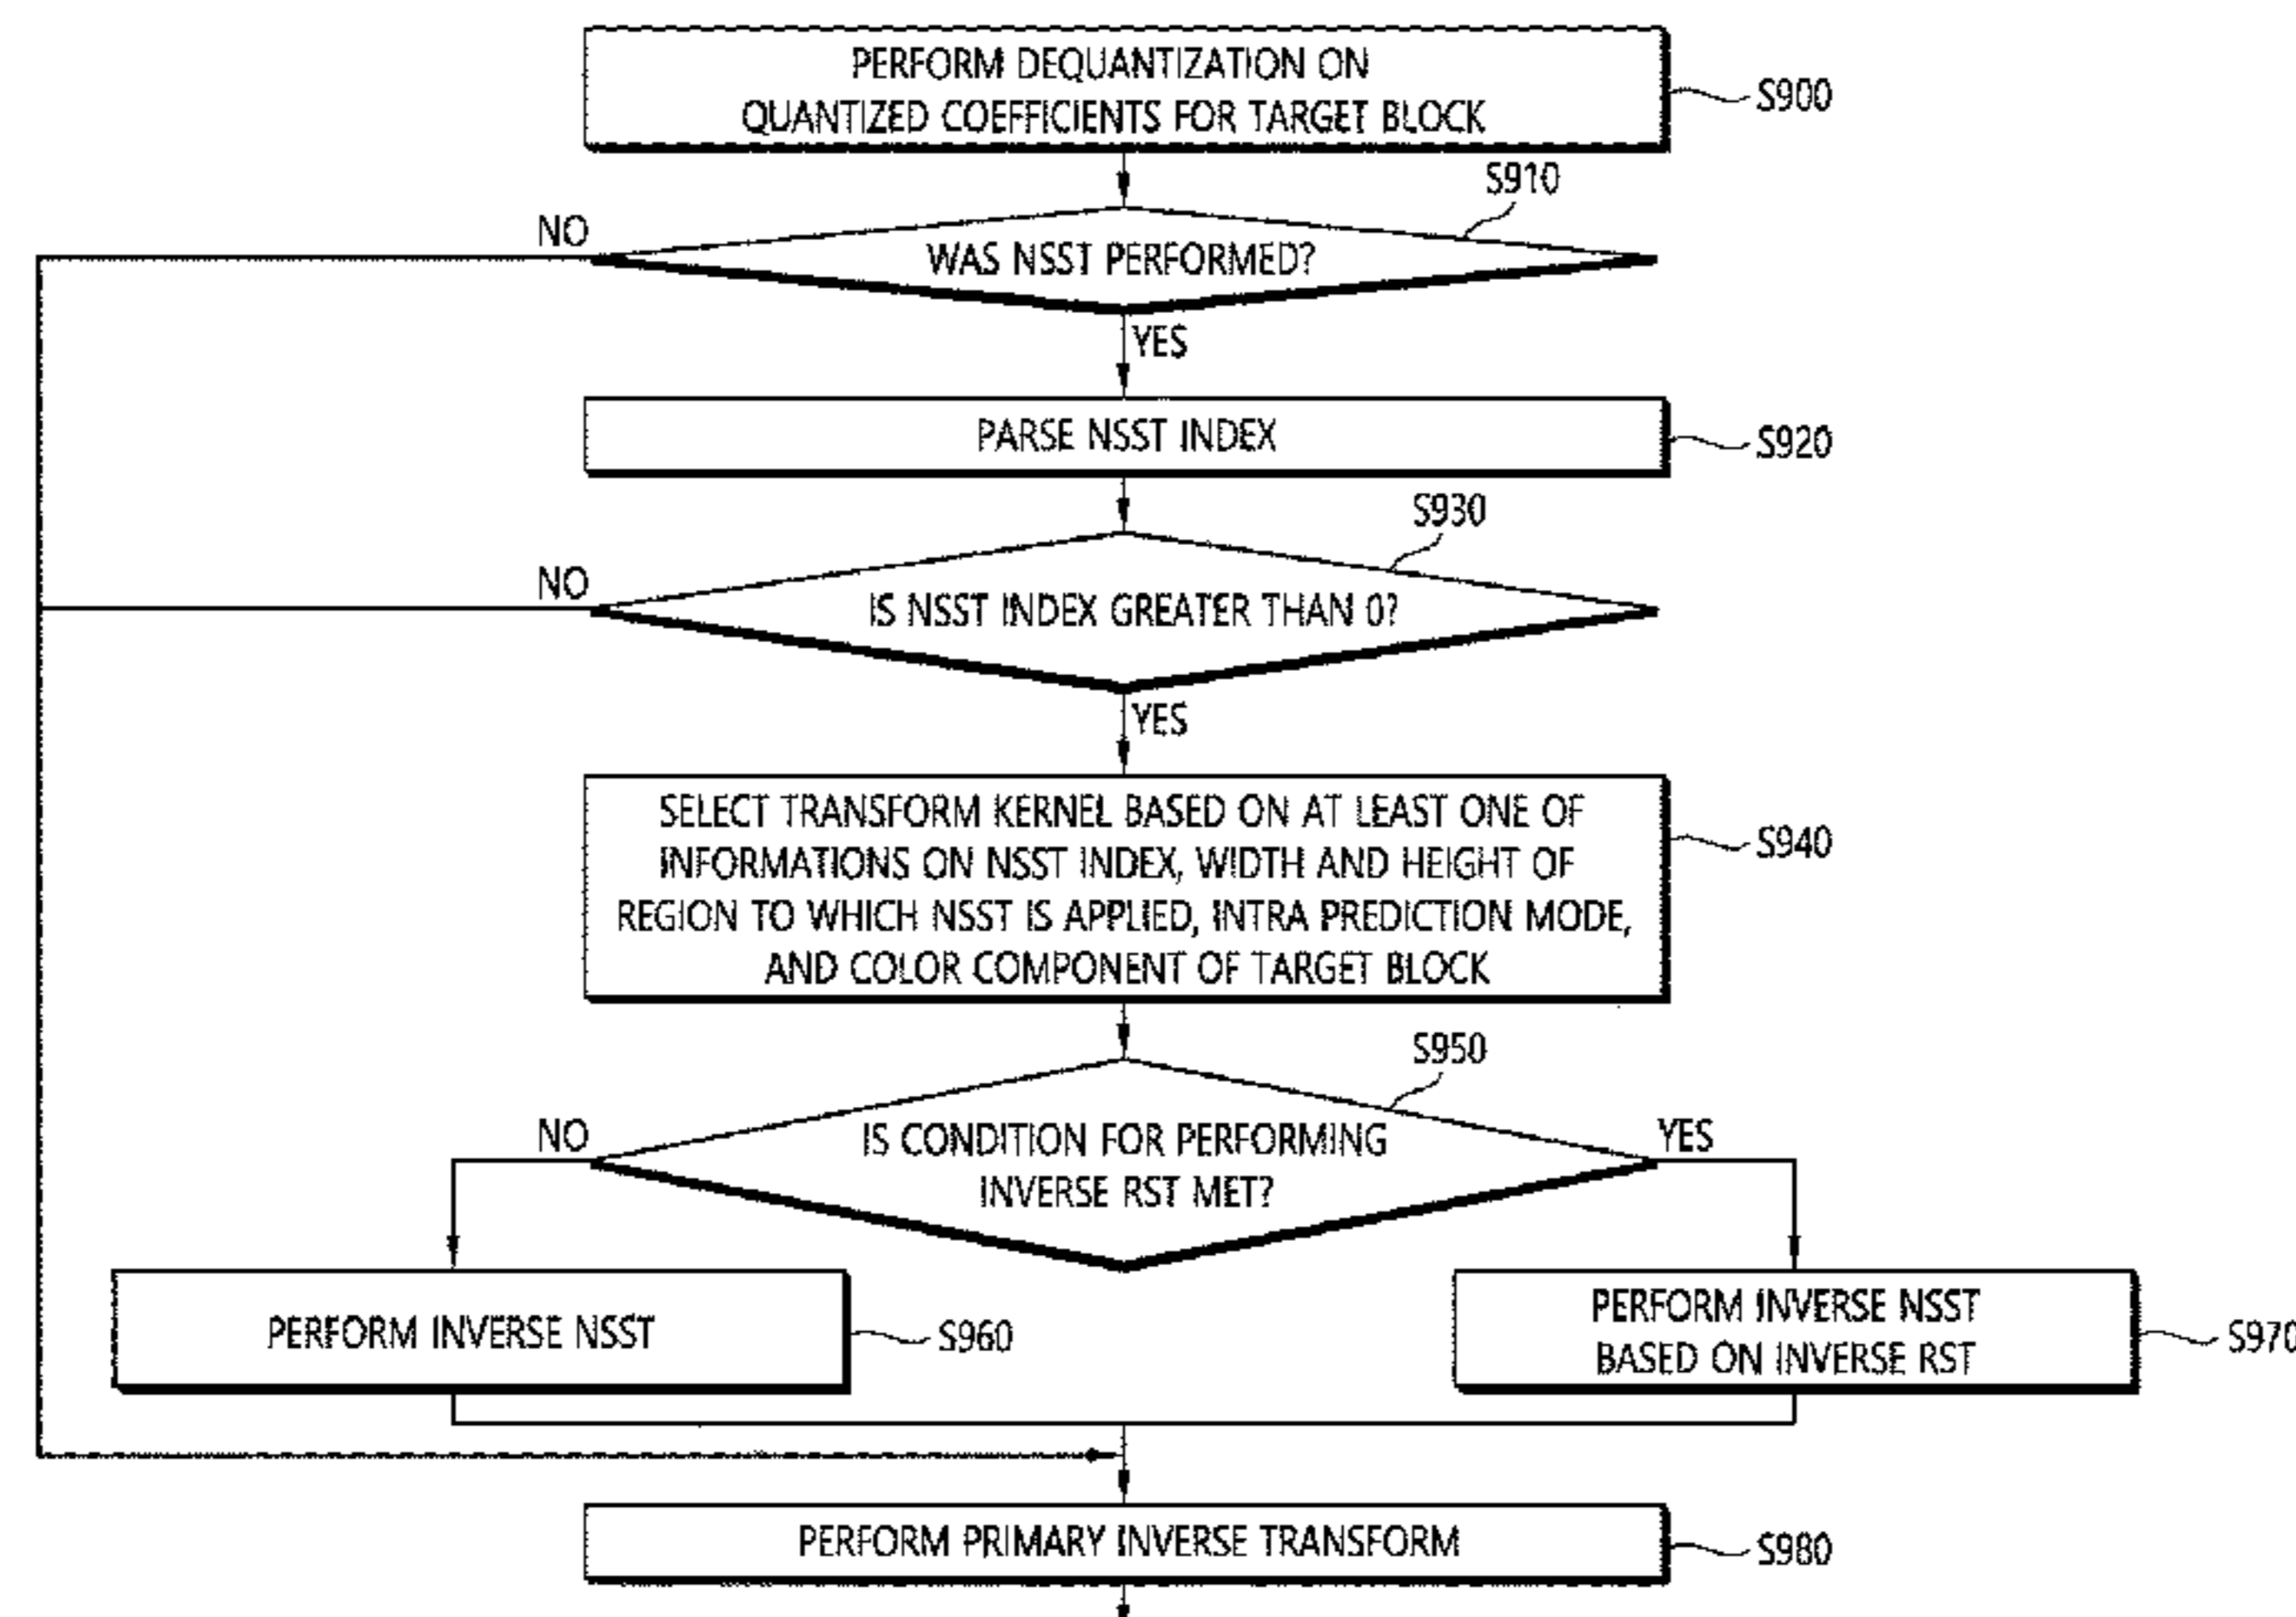 PERFORM DEQUANTIZATION ON
QUANTIZED COEFFICIENTS FOR TARGET BLOCK
S900
S910
NO
WAS NSST PERFORMED?
YES
PARSE NSST INDEX
S920
S930
NO
IS NSST INDEX GREATER THAN 0?
YES
SELECT TRANSFORM KERNEL BASED ON AT LEAST ONE OF
INFORMATIONS ON NSST INDEX, WIDTH AND HEIGHT OF
REGION TO WHICH NSST IS APPLIED, INTRA PREDICTION MODE,
AND COLOR COMPONENT OF TARGET BLOCK
S940
S950
NO
IS CONDITION FOR PERFORMING
INVERSE RST MET?
YES
PERFORM INVERSE NSST
S960
PERFORM INVERSE NSST
BASED ON INVERSE RST
S970
PERFORM PRIMARY INVERSE TRANSFORM
S980